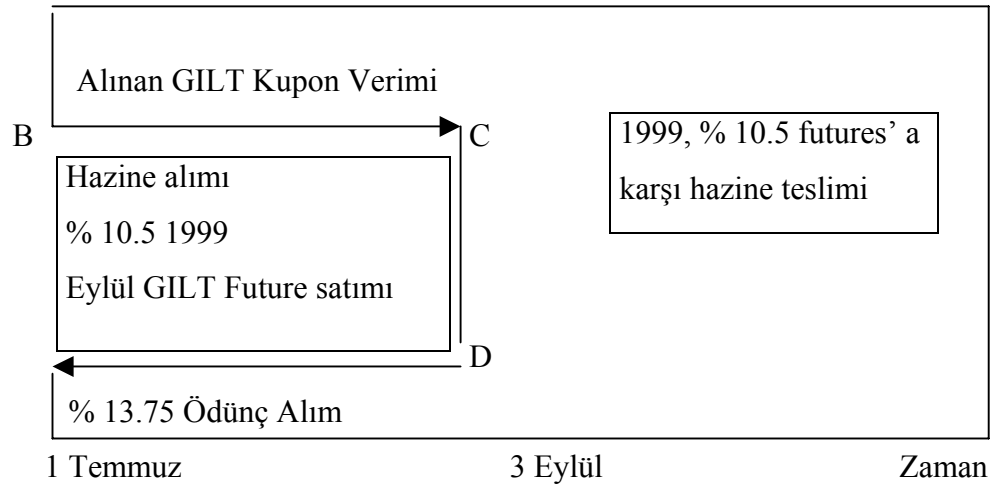 Alınan GILT Kupon Verimi
B
C
1999, % 10.5 futures’ a
karşı hazine teslimi
Hazine alımı
% 10.5 1999
Eylül GILT Future satımı
D
% 13.75 Ödünç Alım
1 Temmuz
3 Eylül
Zaman